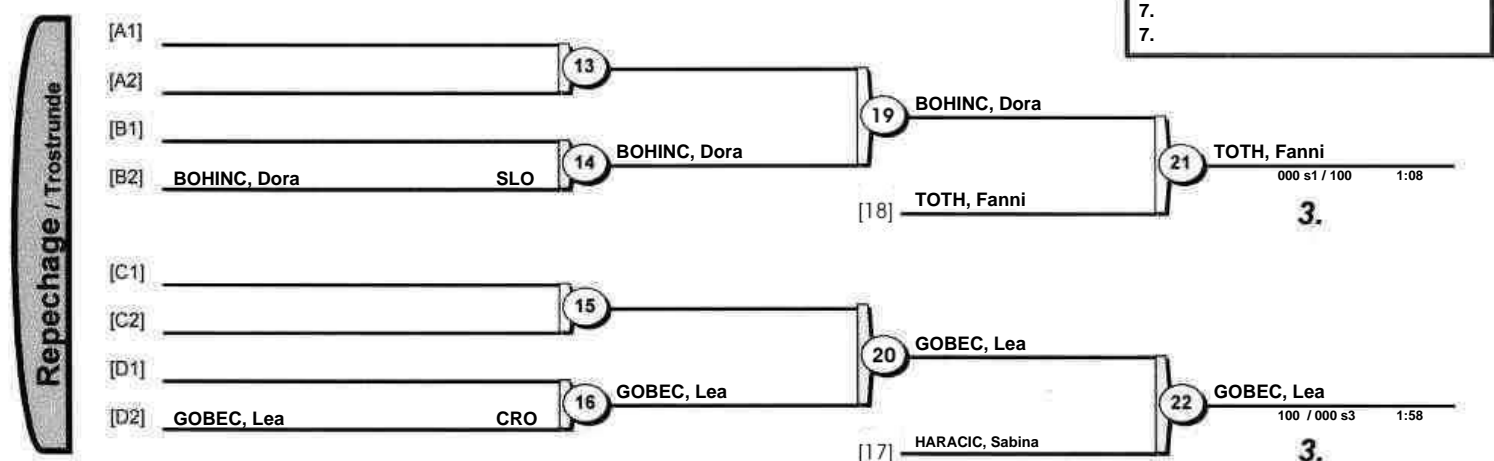 7.
7.
Repechage / Trostrunde
[A1]
13
[A2]
[B1]
19
BOHINC, Dora
14
BOHINC, Dora
[B2] BOHINC, Dora SLO
21
TOTH, Fanni
000 s1 / 100 1:08
[18] TOTH, Fanni
3.
[C1]
15
[C2]
20
GOBEC, Lea
[D1]
16
GOBEC, Lea
[D2] GOBEC, Lea CRO
22
GOBEC, Lea
100 / 000 s3 1:58
[17] HARACIC, Sabina
3.